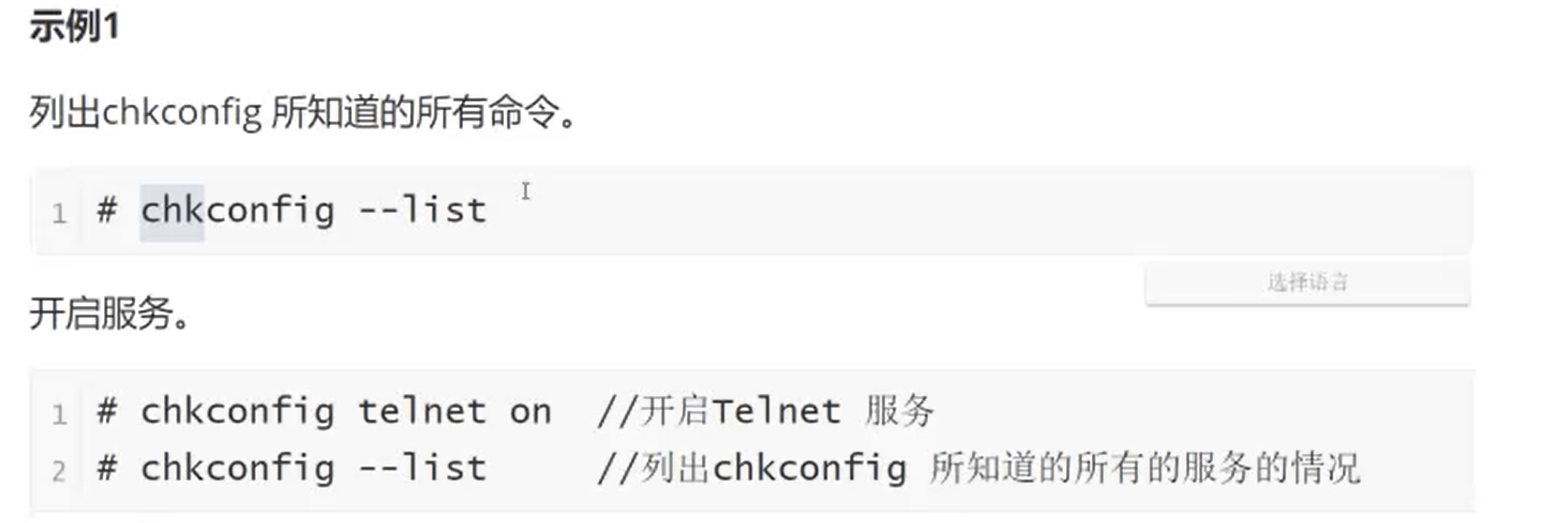 示例1
列出chkconfig 所知道的所有命令。
1 # chkconfig --list
选择语言
开启服务。
1 # chkconfig telnet on  //开启Telnet 服务
2 # chkconfig --list     //列出chkconfig 所知道的所有的服务的情况